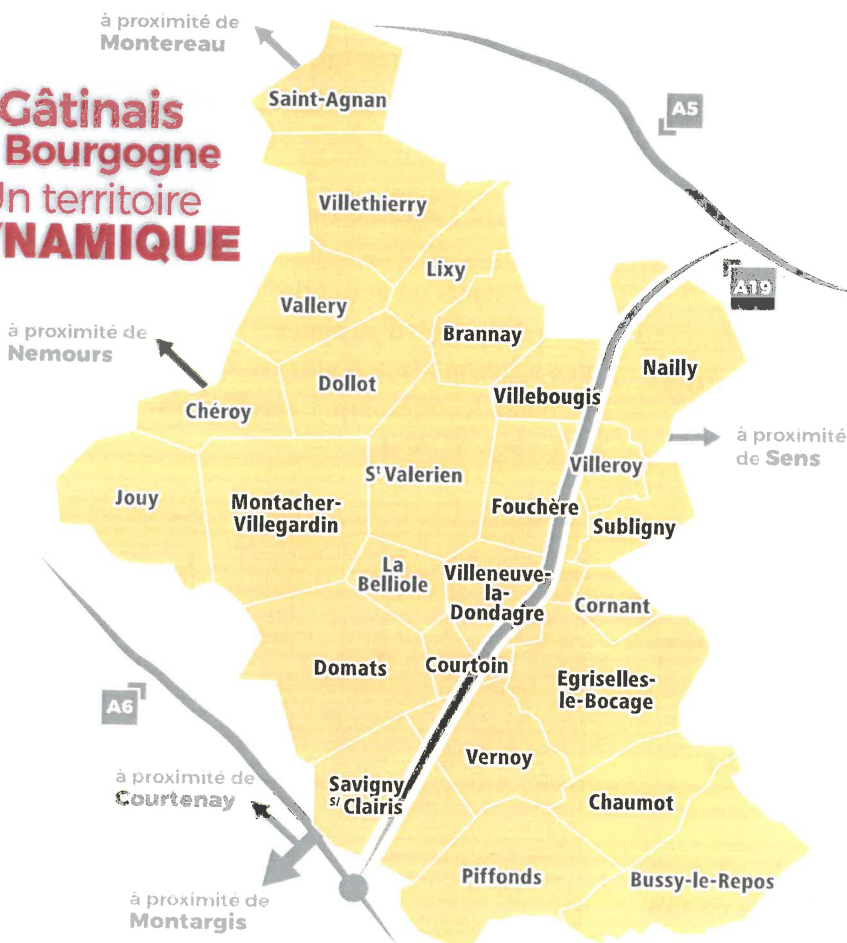 à proximité de
Montereau
Gâtinais
Bourgogne
Un territoire
YNAMIQUE
A5
Saint-Agnan
Villethierry
Lixy
Vallery
A19
Brannay
à proximité de
Nemours
Nailly
Dollot
Villebougis
Chéroy
à proximité
de Sens
Villeroy
St Valerien
Jouy
Montacher-
Villegardin
Fouchère
Subligny
La
Belliole
Villeneuve-
la-
Dondagre
Cornant
Domats
Courtoin
Egriselles-
le-Bocage
A6
Vernoy
à proximité de
Courtenay
Savigny
S/ Clairis
Chaumot
Piffonds
Bussy-le-Repos
à proximité de
Montargis